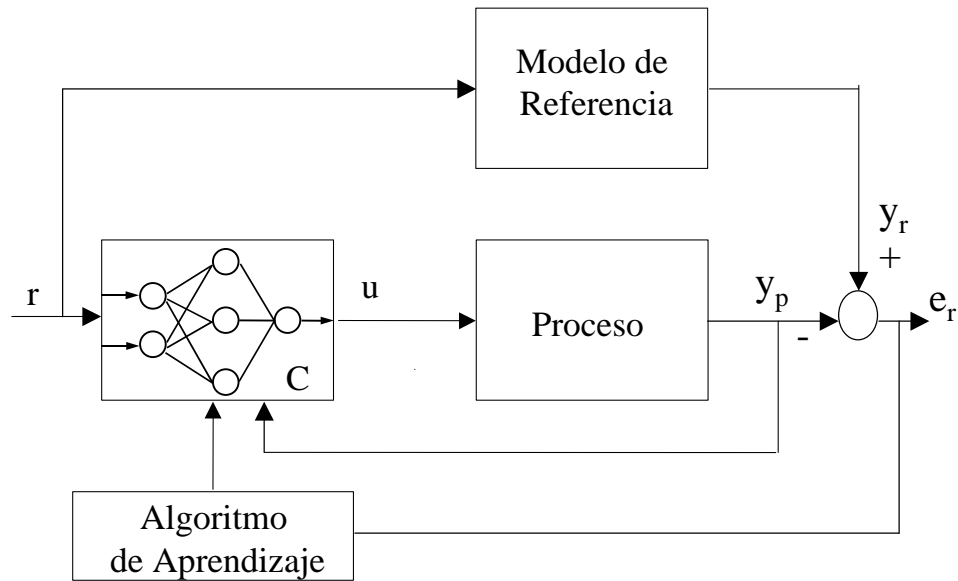 Modelo de
Referencia
y_r
+
r
C
u
Proceso
y_p
-
e_r
Algoritmo
de Aprendizaje